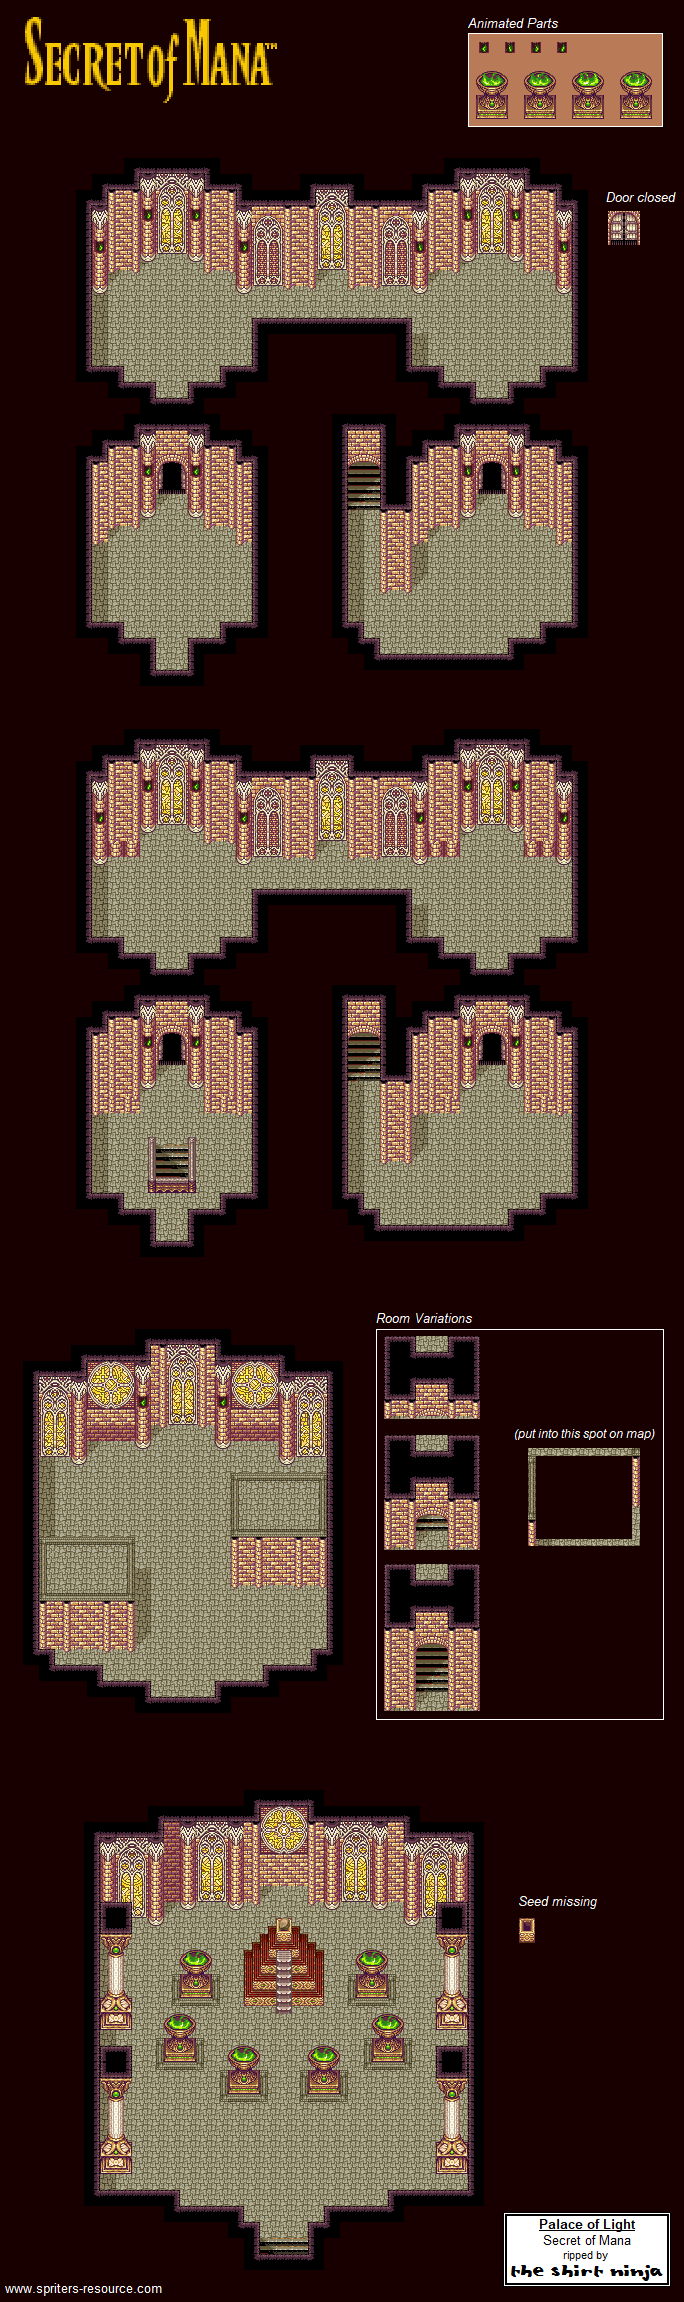 SECRET of MANA™
Animated Parts
Door closed
Room Variations
(put into this spot on map)
Seed missing
Palace of Light
Secret of Mana
ripped by
the shirt ninja
www.spriters-resource.com